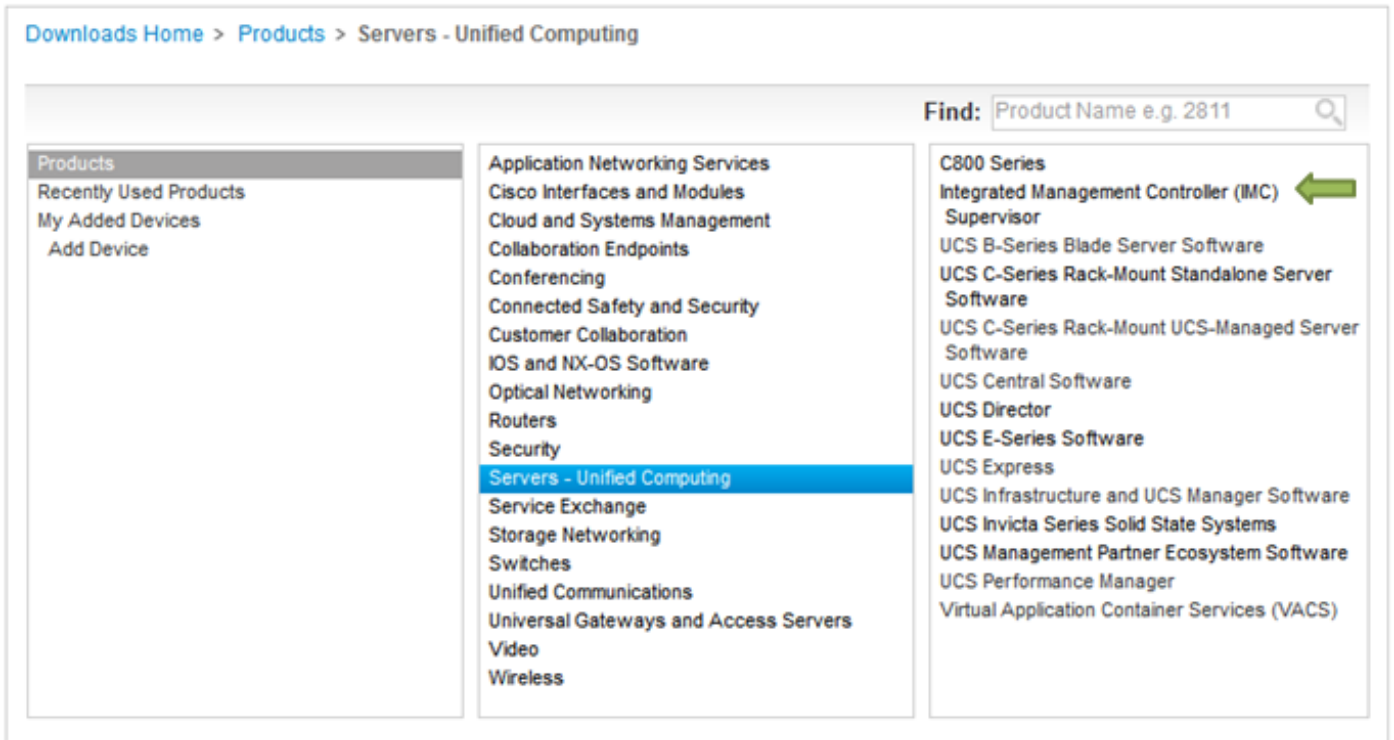 Downloads Home > Products > Servers - Unified Computing
Find: Product Name e.g. 2811
Products
Recently Used Products
My Added Devices
Add Device
Application Networking Services
Cisco Interfaces and Modules
Cloud and Systems Management
Collaboration Endpoints
Conferencing
Connected Safety and Security
Customer Collaboration
IOS and NX-OS Software
Optical Networking
Routers
Security
Servers - Unified Computing
Service Exchange
Storage Networking
Switches
Unified Communications
Universal Gateways and Access Servers
Video
Wireless
C800 Series
Integrated Management Controller (IMC)
Supervisor
UCS B-Series Blade Server Software
UCS C-Series Rack-Mount Standalone Server
Software
UCS C-Series Rack-Mount UCS-Managed Server
Software
UCS Central Software
UCS Director
UCS E-Series Software
UCS Express
UCS Infrastructure and UCS Manager Software
UCS Invicta Series Solid State Systems
UCS Management Partner Ecosystem Software
UCS Performance Manager
Virtual Application Container Services (VACS)